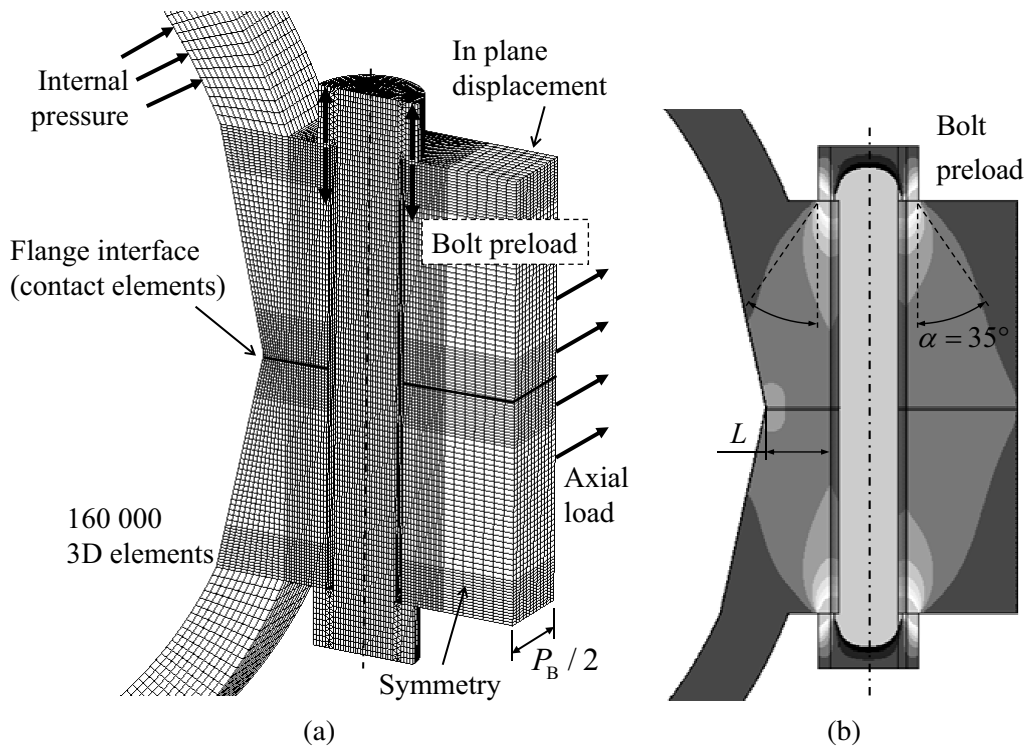 Internal
pressure
In plane
displacement
Bolt preload
Flange interface
(contact elements)
Axial
load
160 000
3D elements
P_B / 2
Symmetry
(a)
Bolt
preload
α = 35°
L
(b)